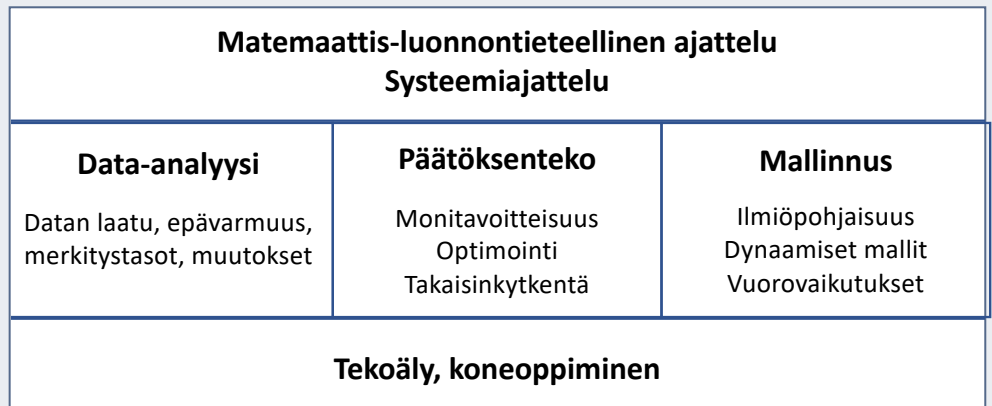 Matemaattis-luonnontieteellinen ajattelu
Systeemiajattelu
Data-analyysi
Datan laatu, epävarmuus,
merkitystasot, muutokset
Päätöksenteko
Monitavoitteisuus
Optimointi
Takaisinkytkentä
Mallinnus
Ilmiöpohjaisuus
Dynaamiset mallit
Vuorovaikutukset
Tekoäly, koneoppiminen